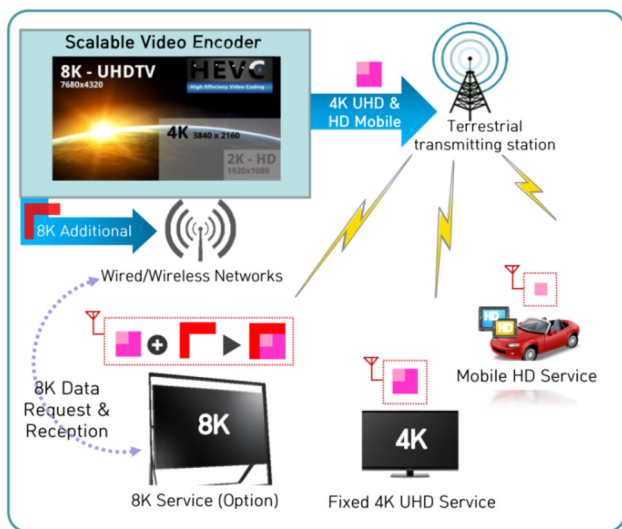 Scalable Video Encoder
8K - UHDTV
7680x4320
HEVC
High Efficiency Video Coding
4K 3840 x 2160
2K - HD
1920x1080
4K UHD &
HD Mobile
Terrestrial
transmitting station
8K Additional
Wired/Wireless Networks
8K Data
Request &
Reception
8K
8K Service (Option)
4K
Fixed 4K UHD Service
HD
HD
Mobile HD Service